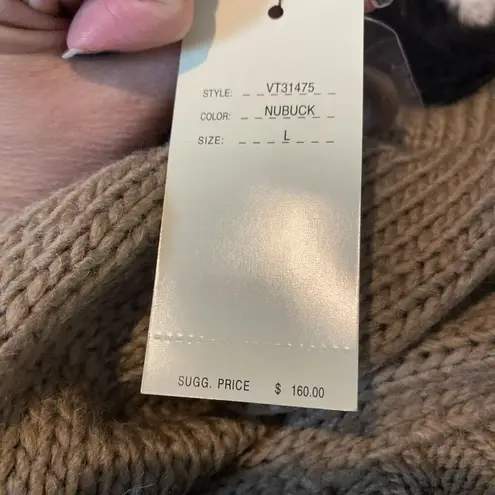 STYLE: VT31475
COLOR: NUBUCK
SIZE: L
SUGG. PRICE $ 160.00